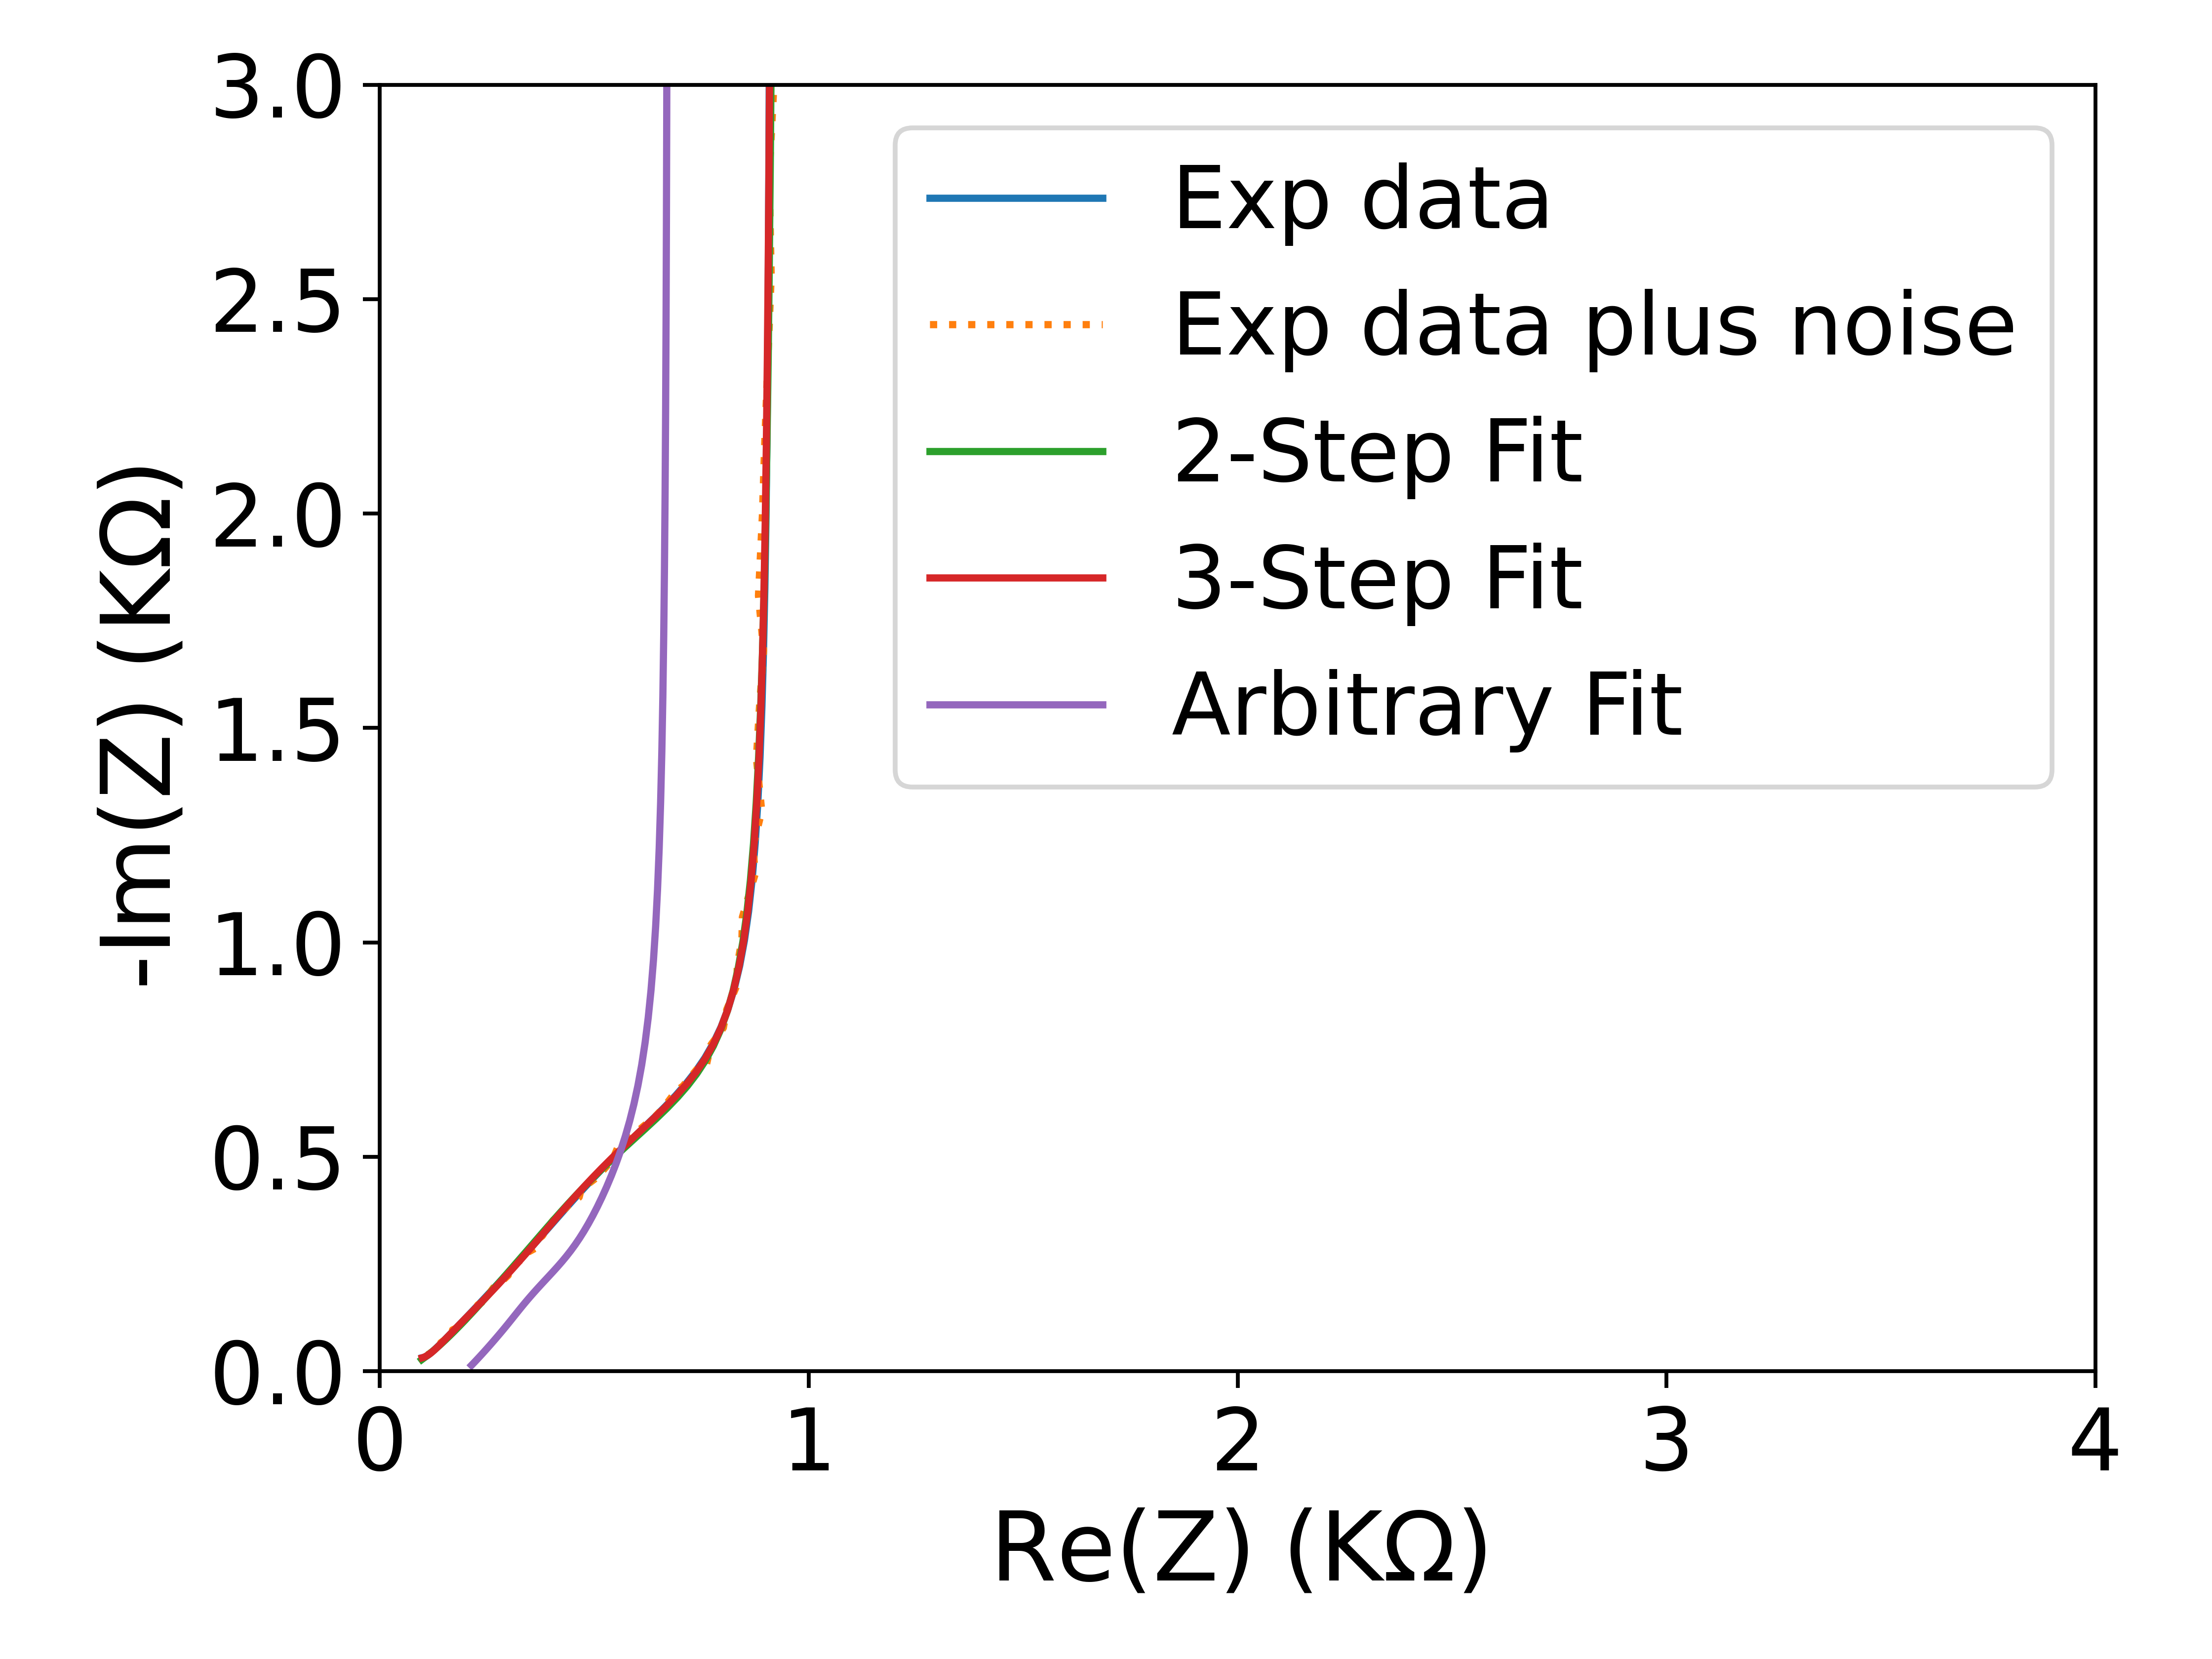 3.0
2.5
2.0
1.5
1.0
0.5
0.0
-Im(Z) (KΩ)
Exp data
Exp data plus noise
2-Step Fit
3-Step Fit
Arbitrary Fit
0 1 2 3 4
Re(Z) (KΩ)